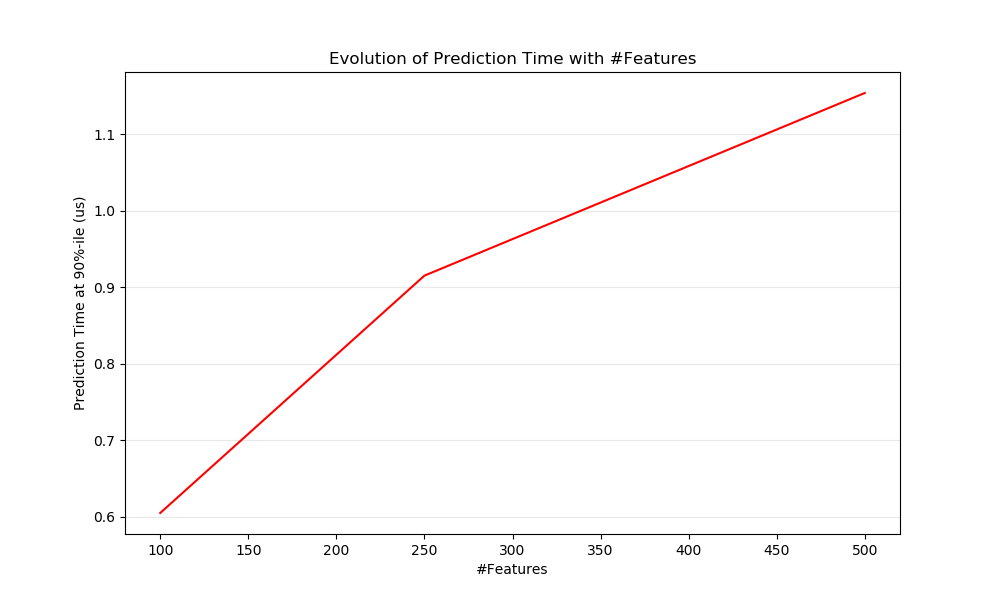 Evolution of Prediction Time with #Features
Prediction Time at 90%-ile (us)
1.1
1.0
0.9
0.8
0.7
0.6
100 150 200 250 300 350 400 450 500
#Features